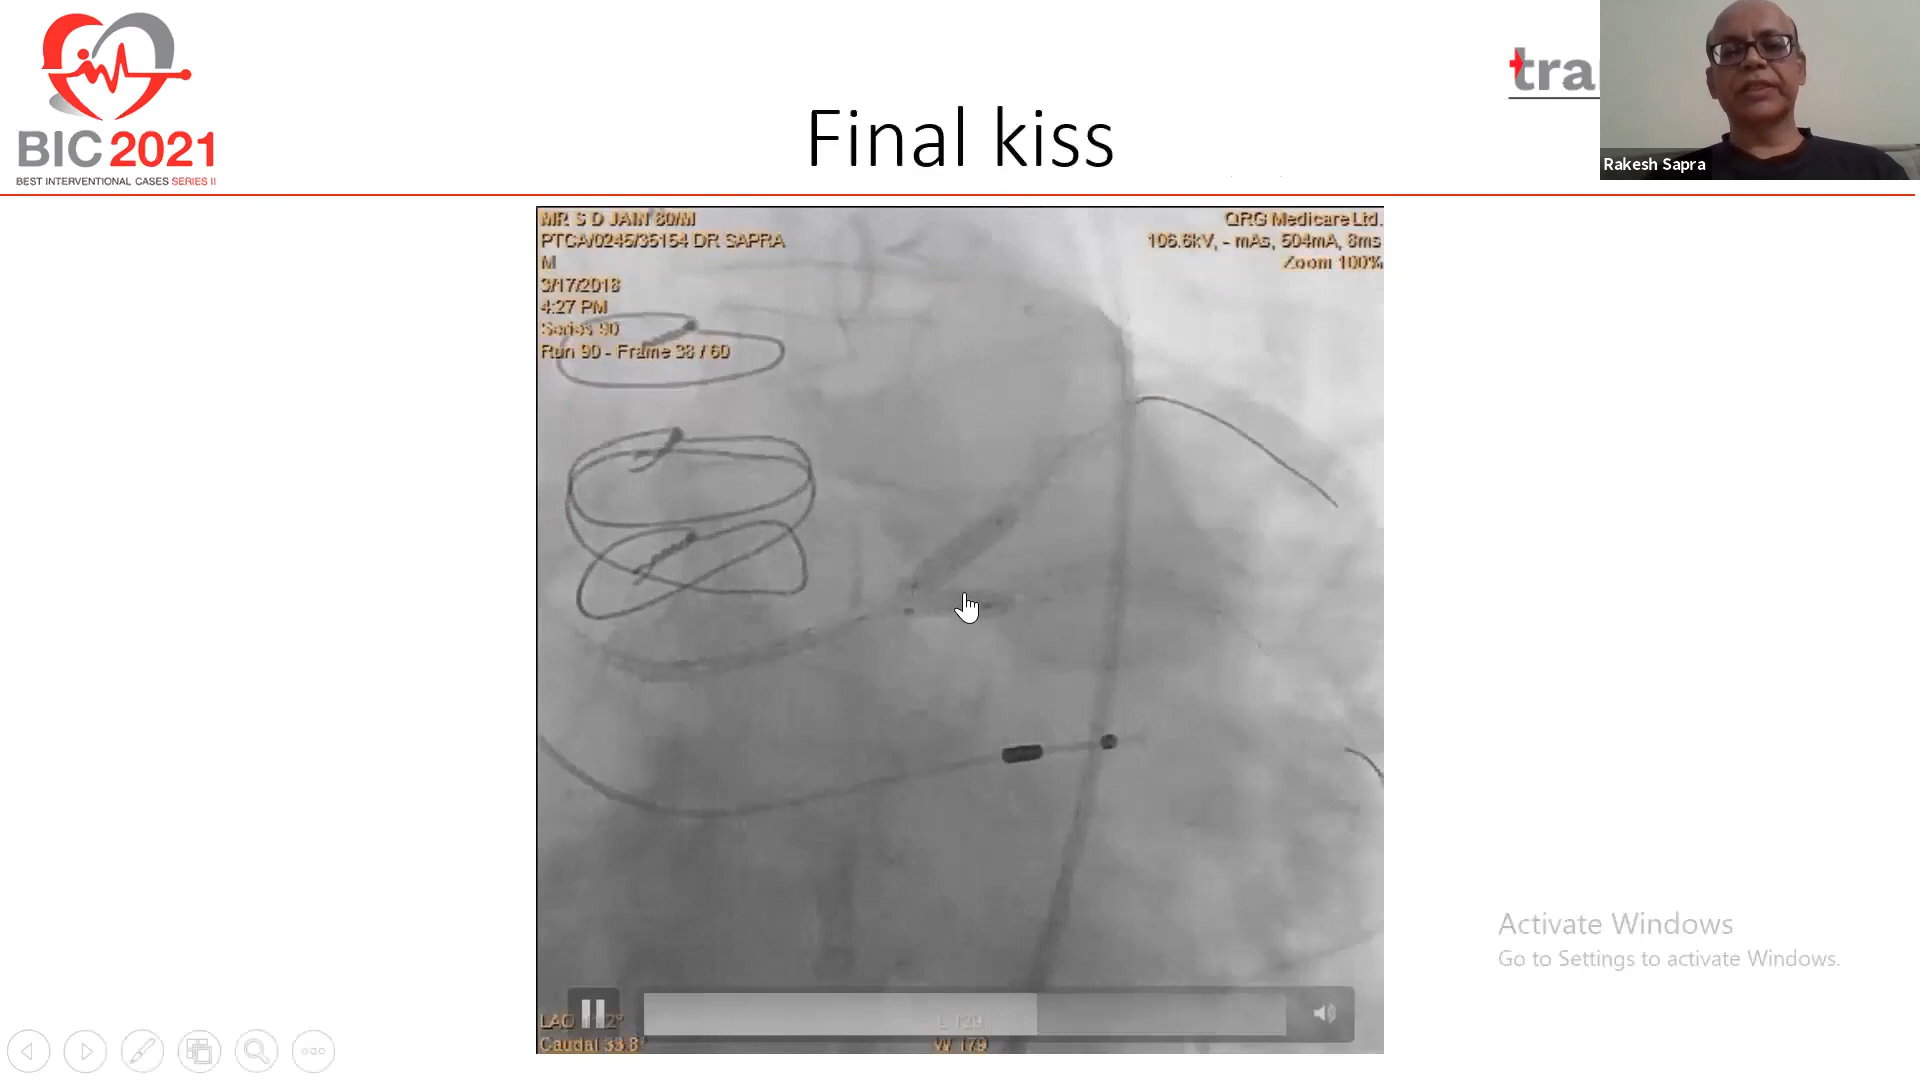 BIC 2021
BEST INTERVENTIONAL CASES SERIES II
Final kiss
tra
Rakesh Sapra
MR S D JAIN 80/M
PTCA/0245/35154 DR SAPRA
M
3/17/2018
4:27 PM
Series 90
Run 90 - Frame 38 / 60
QRG Medicare Ltd.
106.6kV, - mAs, 504mA, 8ms
Zoom 100%
Activate Windows
Go to Settings to activate Windows.
LAO
Caudal 33.8°
L 129
W 179